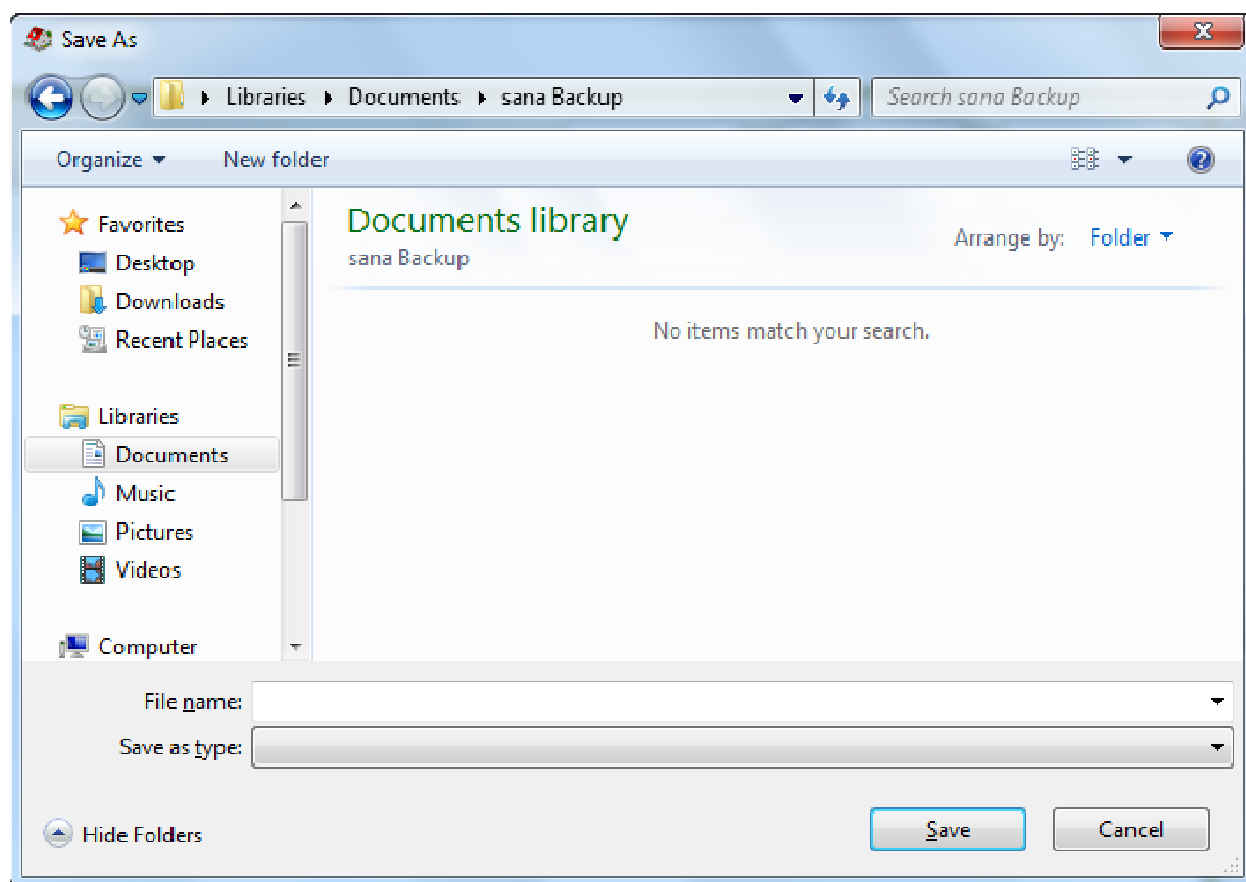 Save As
Libraries Documents sana Backup
Search sana Backup
Organize New folder
Favorites
Desktop
Downloads
Recent Places
Libraries
Documents
Music
Pictures
Videos
Computer
Documents library
sana Backup
Arrange by: Folder
No items match your search.
File name:
Save as type:
Hide Folders
Save Cancel